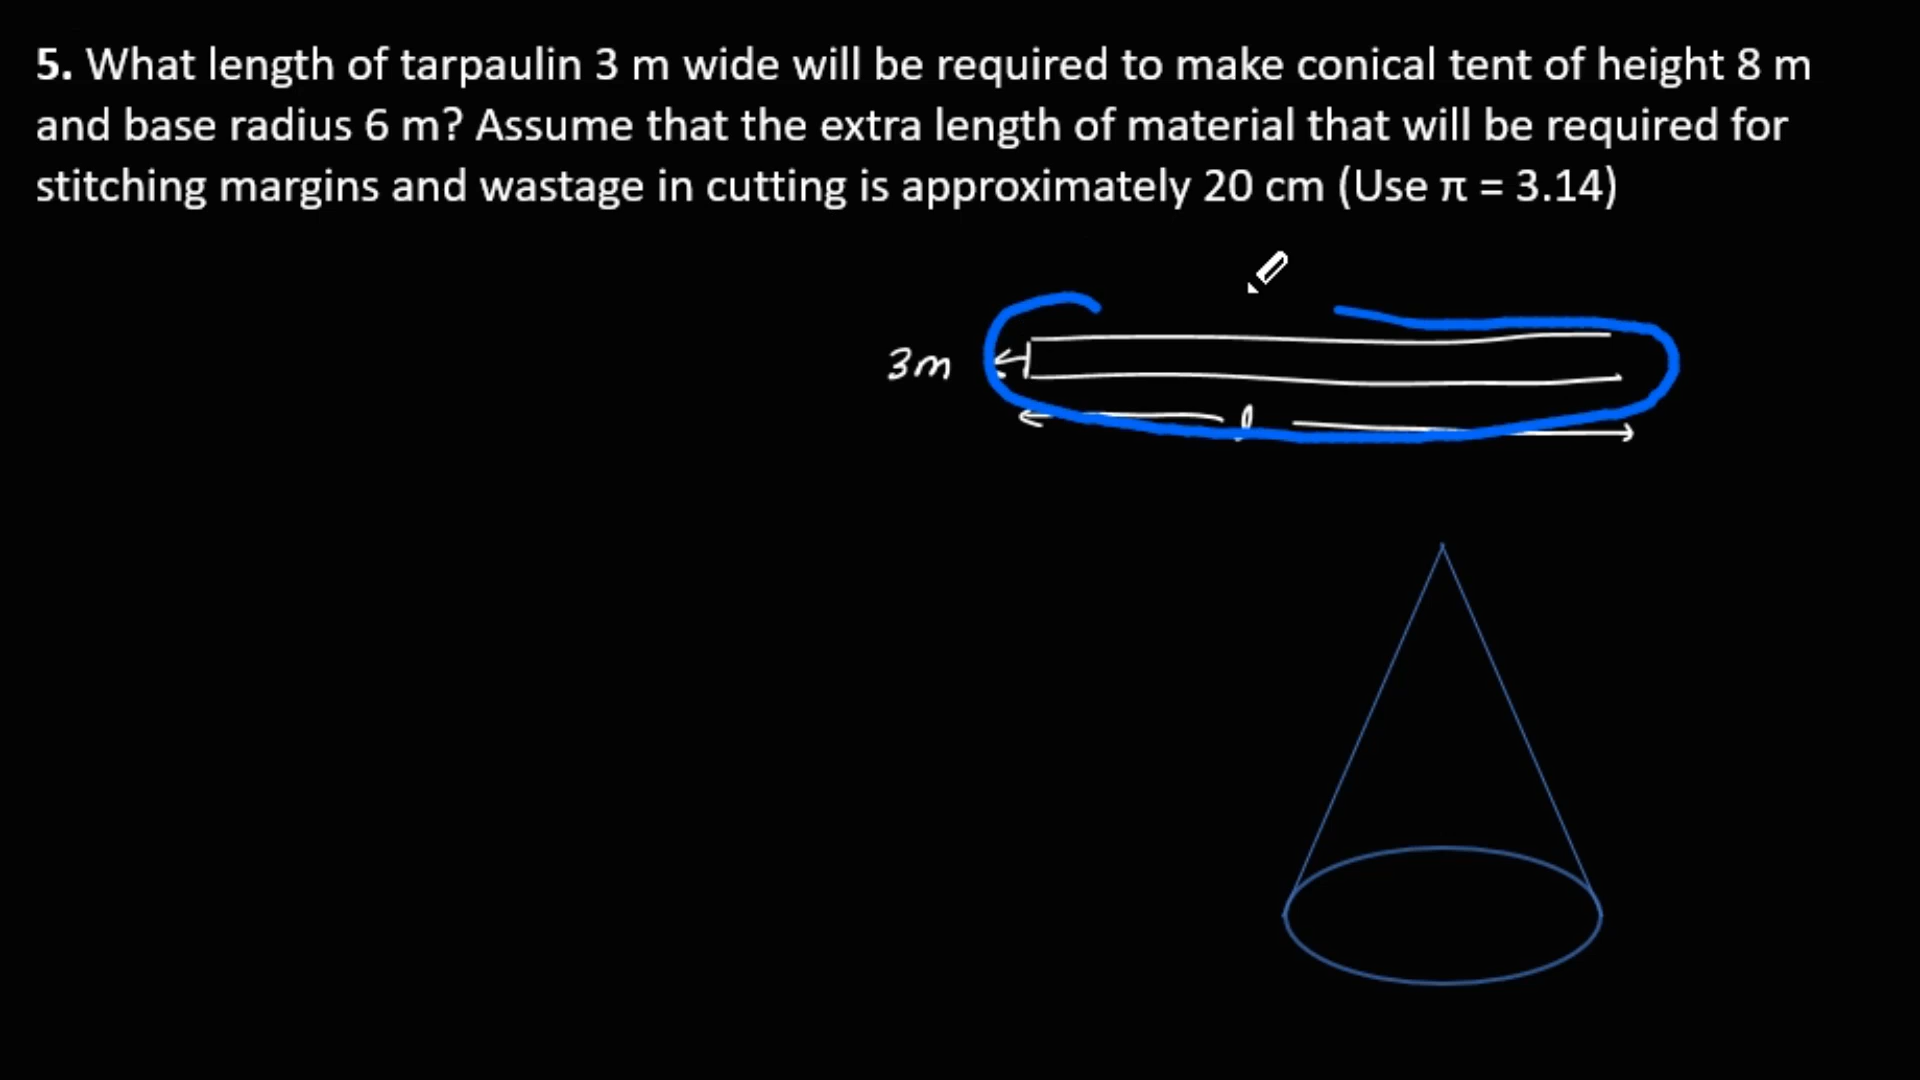 5. What length of tarpaulin 3 m wide will be required to make conical tent of height 8 m
and base radius 6 m? Assume that the extra length of material that will be required for
stitching margins and wastage in cutting is approximately 20 cm (Use π = 3.14)
3m
l